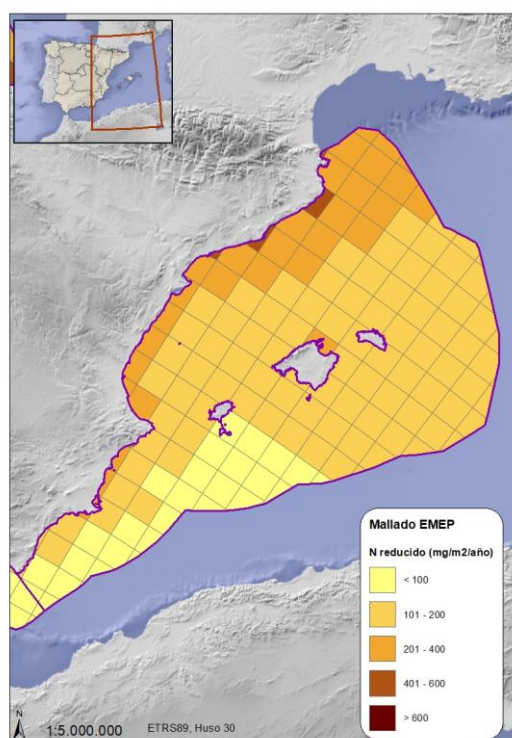 Mallado EMEP
N reducido (mg/m2/año)
< 100
101 - 200
201 - 400
401 - 600
> 600
N
1:5.000.000
ETRS89, Huso 30